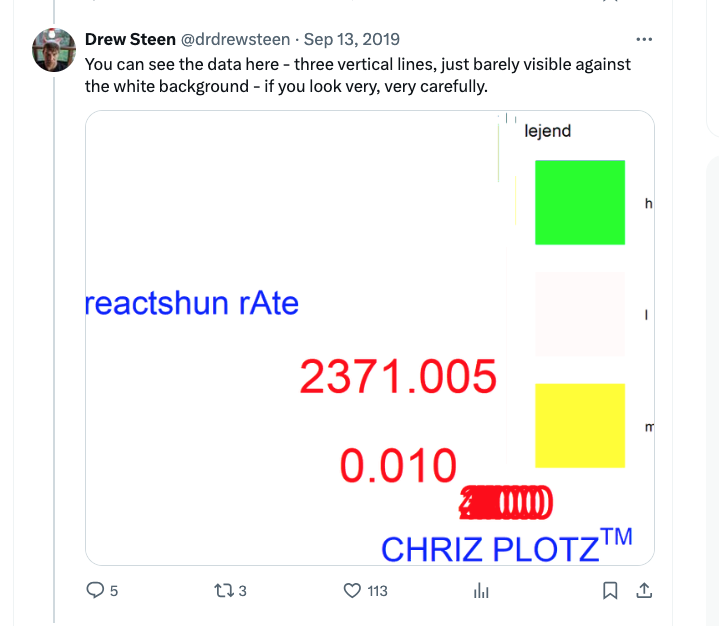 Drew Steen @drdrewsteen · Sep 13, 2019
You can see the data here - three vertical lines, just barely visible against
the white background - if you look very, very carefully.
lejend
h
reactshun rAte
l
2371.005
m
0.010
CHRIZ PLOTZ™
5 3 113